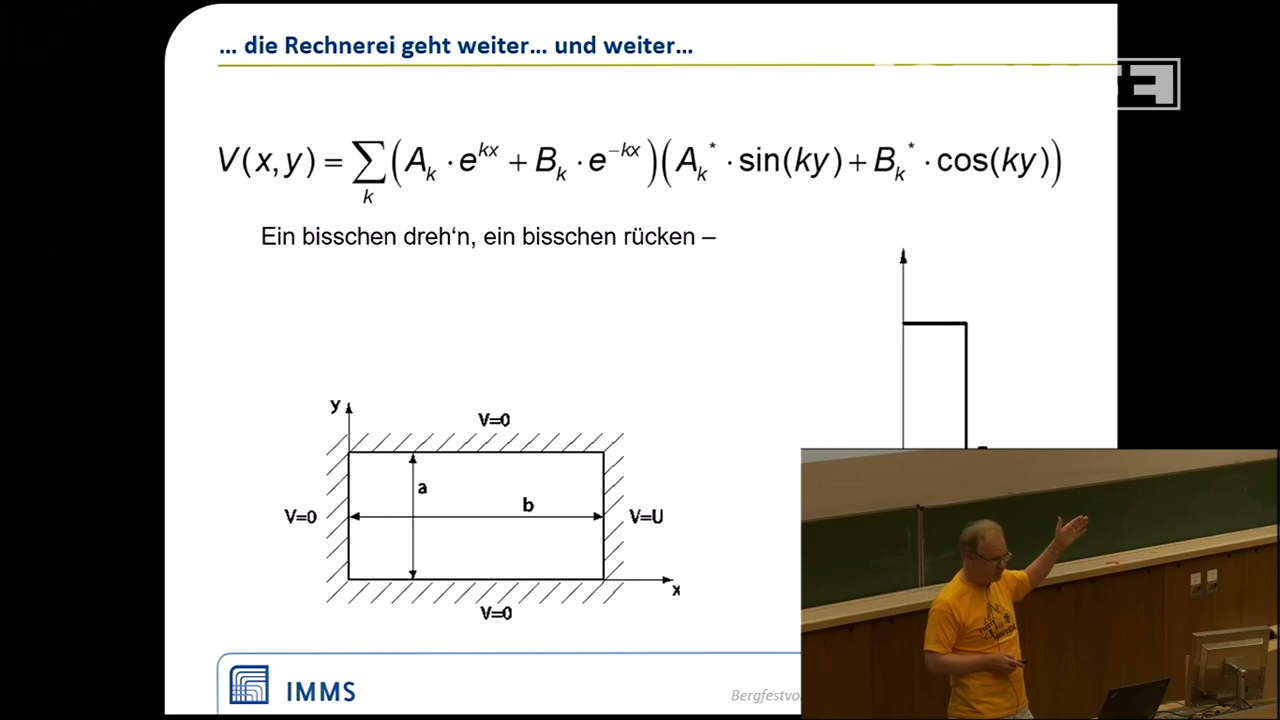 ... die Rechnerei geht weiter... und weiter...
V(x,y) = ∑k (Ak · e^kx + Bk · e^−kx)(Ak* · sin(ky) + Bk* · cos(ky))
Ein bisschen dreh‘n, ein bisschen rücken –
y
V=0
a
b
V=0
V=U
x
V=0
IMMS